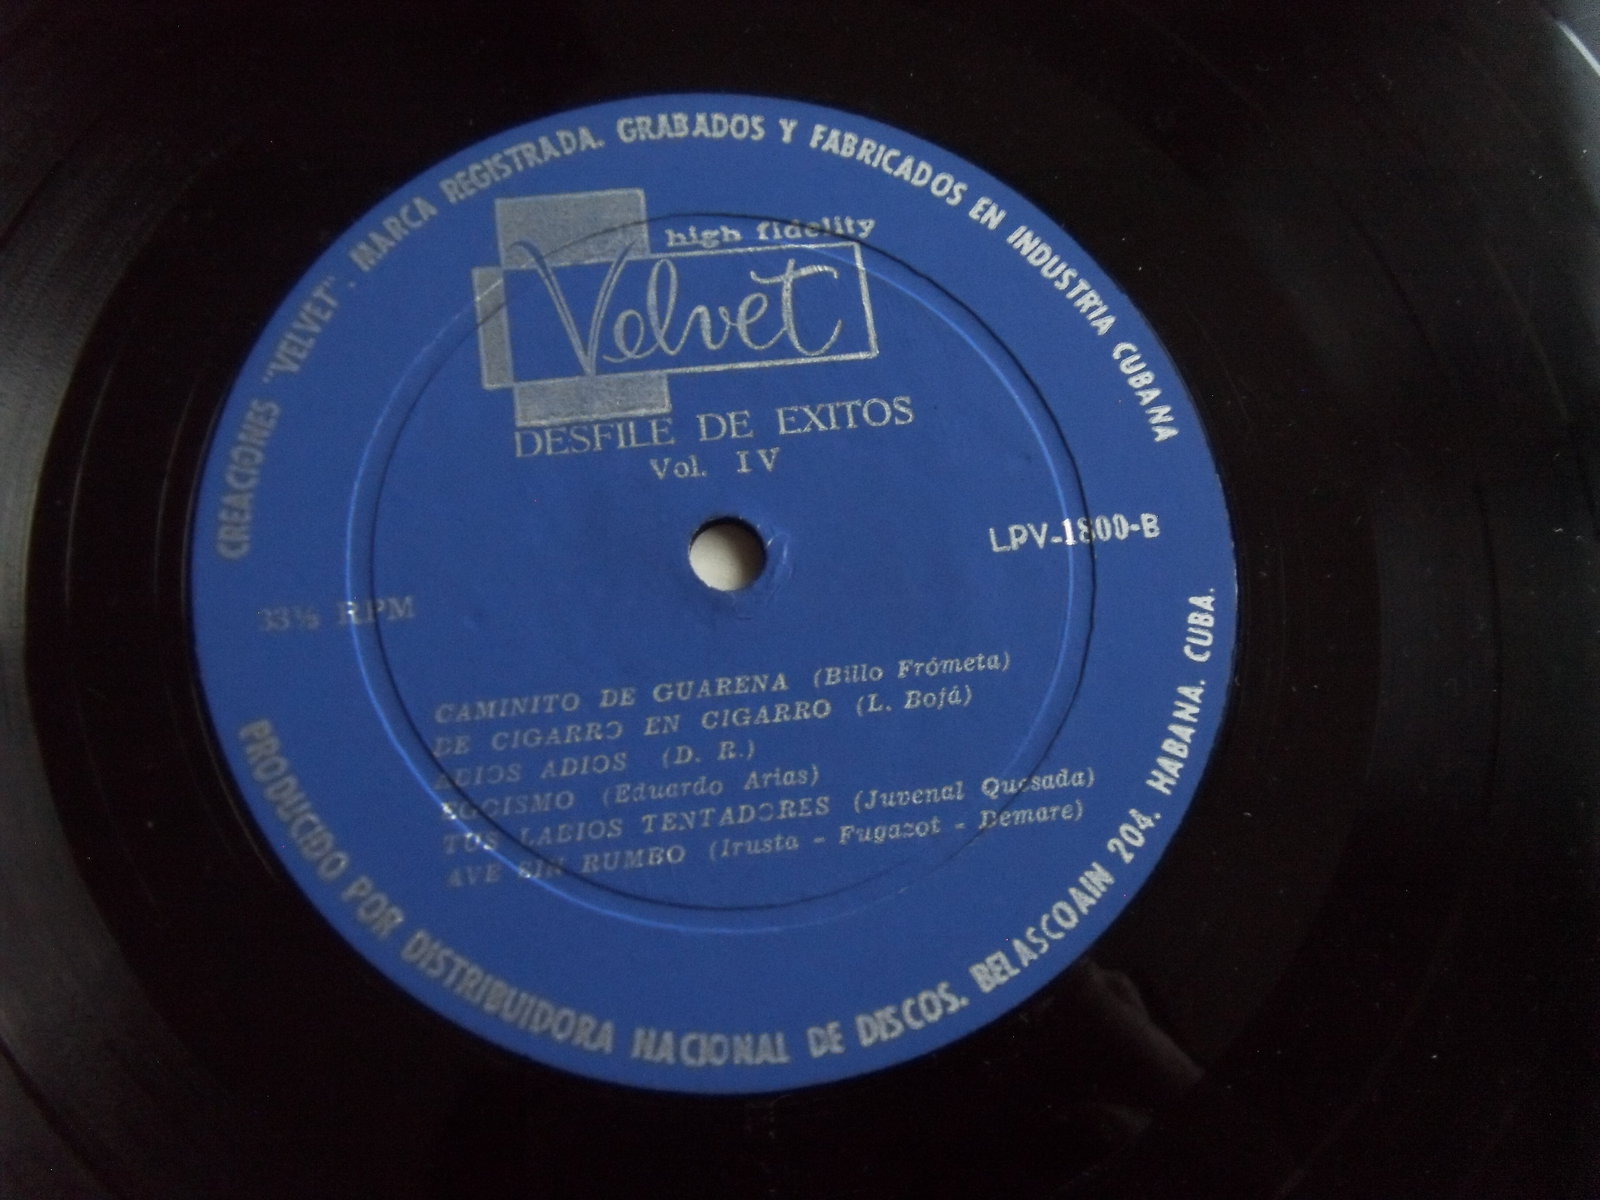 CREACIONES "VELVET". MARCA REGISTRADA. GRABADOS Y FABRICADOS EN INDUSTRIA CUBANA
high fidelity
Velvet
DESFILE DE EXITOS
Vol. IV
LPV-1800-B
33⅓ RPM
CAMINITO DE GUARENA (Billo Frómeta)
DE CIGARRO EN CIGARRO (L. Bojá)
ADIOS ADIOS (D. R.)
EGOISMO (Eduardo Arias)
TUS LABIOS TENTADORES (Juvenal Quesada)
AVE SIN RUMBO (Irusta - Fugazot - Demare)
PRODUCIDO POR DISTRIBUIDORA NACIONAL DE DISCOS. BELASCOAIN 204. HABANA. CUBA.